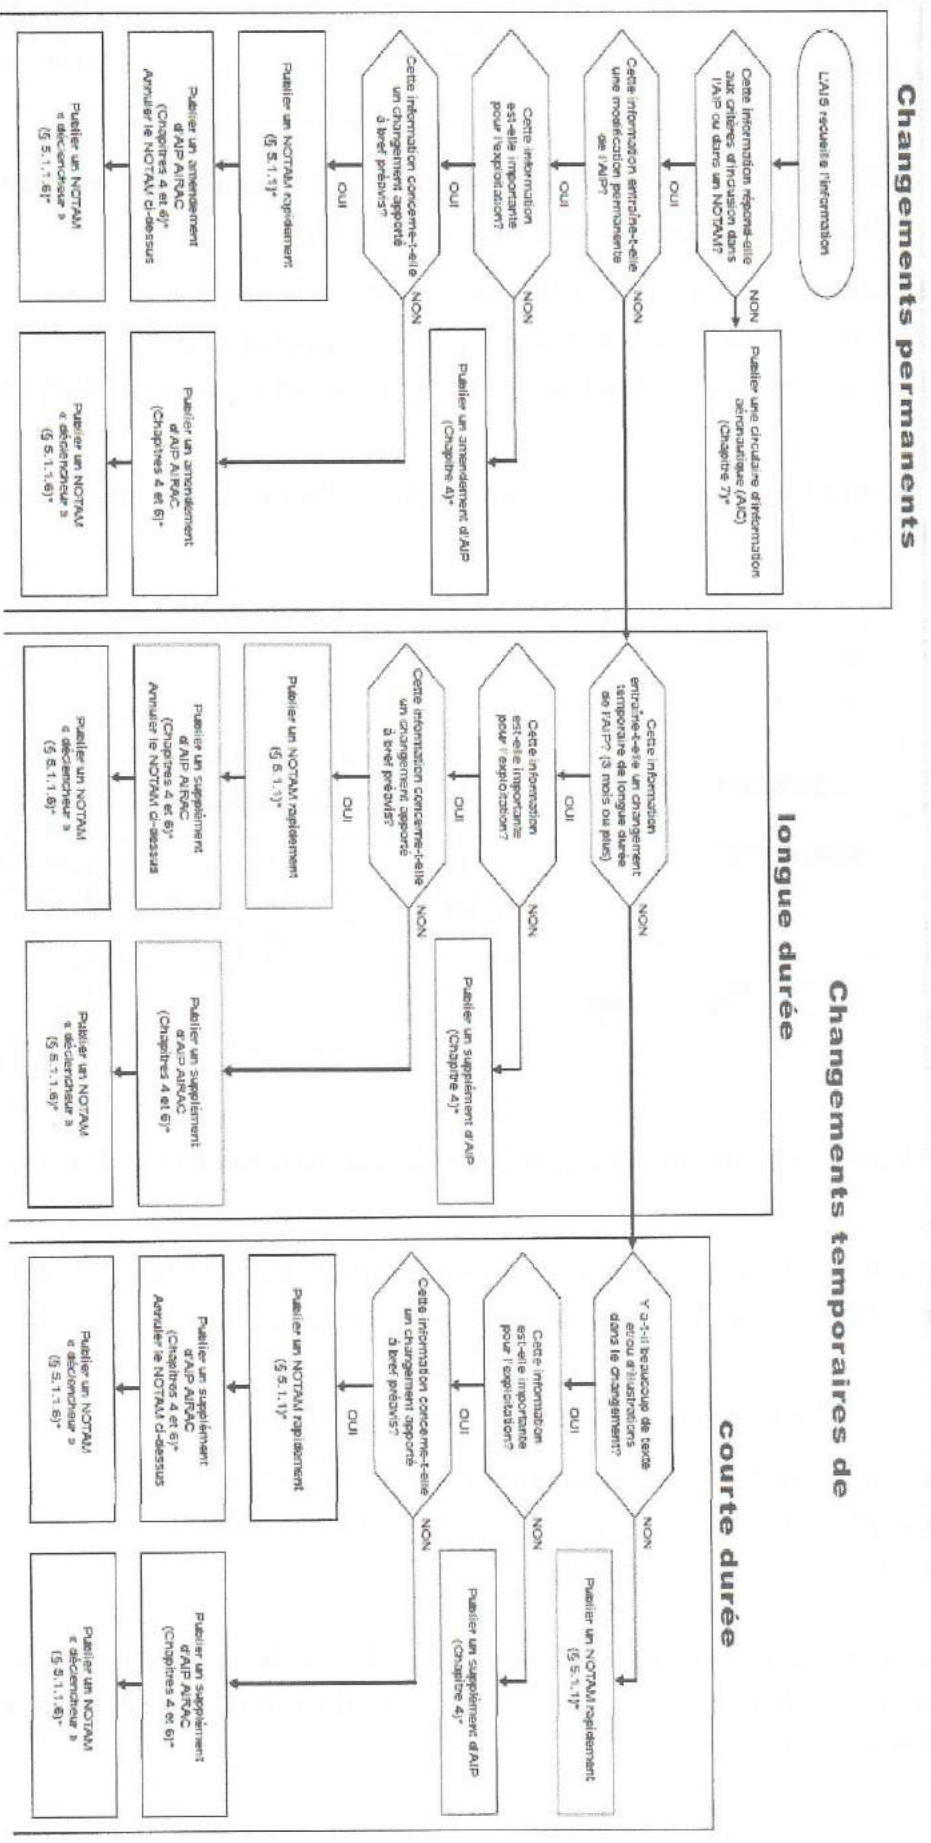 Changements permanents
L'AIS recueille l'information
Cette information répond-elle
aux critères d'inclusion dans
l'AIP ou dans un NOTAM?
NON
Publier une circulaire d'information
aéronautique (AIC)
(Chapitre 7)*
OUI
Cette information entraîne-t-elle
une modification permanente
de l'AIP?
NON
OUI
Cette information
est-elle importante
pour l'exploitation?
NON
Publier un amendement d'AIP
(Chapitre 4)*
OUI
Cette information concerne-t-elle
un changement apporté
à bref préavis?
NON
OUI
Publier un NOTAM rapidement
(§ 5.1.1)*
Publier un amendement
d'AIP AIRAC
(Chapitres 4 et 6)*
Annuler le NOTAM ci-dessus
Publier un amendement
d'AIP AIRAC
(Chapitres 4 et 6)*
Publier un NOTAM
« déclencheur »
(§ 5.1.1.6)*
Publier un NOTAM
« déclencheur »
(§ 5.1.1.6)*
Changements temporaires de
longue durée
Cette information
entraîne-t-elle un changement
temporaire de longue durée
de l'AIP? (3 mois ou plus)
NON
OUI
Cette information
est-elle importante
pour l'exploitation?
NON
Publier un supplément d'AIP
(Chapitre 4)*
OUI
Cette information concerne-t-elle
un changement apporté
à bref préavis?
NON
OUI
Publier un NOTAM rapidement
(§ 5.1.1)*
Publier un supplément
d'AIP AIRAC
(Chapitres 4 et 6)*
Annuler le NOTAM ci-dessus
Publier un supplément
d'AIP AIRAC
(Chapitres 4 et 6)*
Publier un NOTAM
« déclencheur »
(§ 5.1.1.6)*
Publier un NOTAM
« déclencheur »
(§ 5.1.1.6)*
courte durée
Y a-t-il beaucoup de texte
et/ou d'illustrations
dans le changement?
NON
Publier un NOTAM rapidement
(§ 5.1.1)*
OUI
Cette information
est-elle importante
pour l'exploitation?
NON
Publier un supplément d'AIP
(Chapitre 4)*
OUI
Cette information concerne-t-elle
un changement apporté
à bref préavis?
NON
OUI
Publier un NOTAM rapidement
(§ 5.1.1)*
Publier un supplément
d'AIP AIRAC
(Chapitres 4 et 6)*
Annuler le NOTAM ci-dessus
Publier un supplément
d'AIP AIRAC
(Chapitres 4 et 6)*
Publier un NOTAM
« déclencheur »
(§ 5.1.1.6)*
Publier un NOTAM
« déclencheur »
(§ 5.1.1.6)*